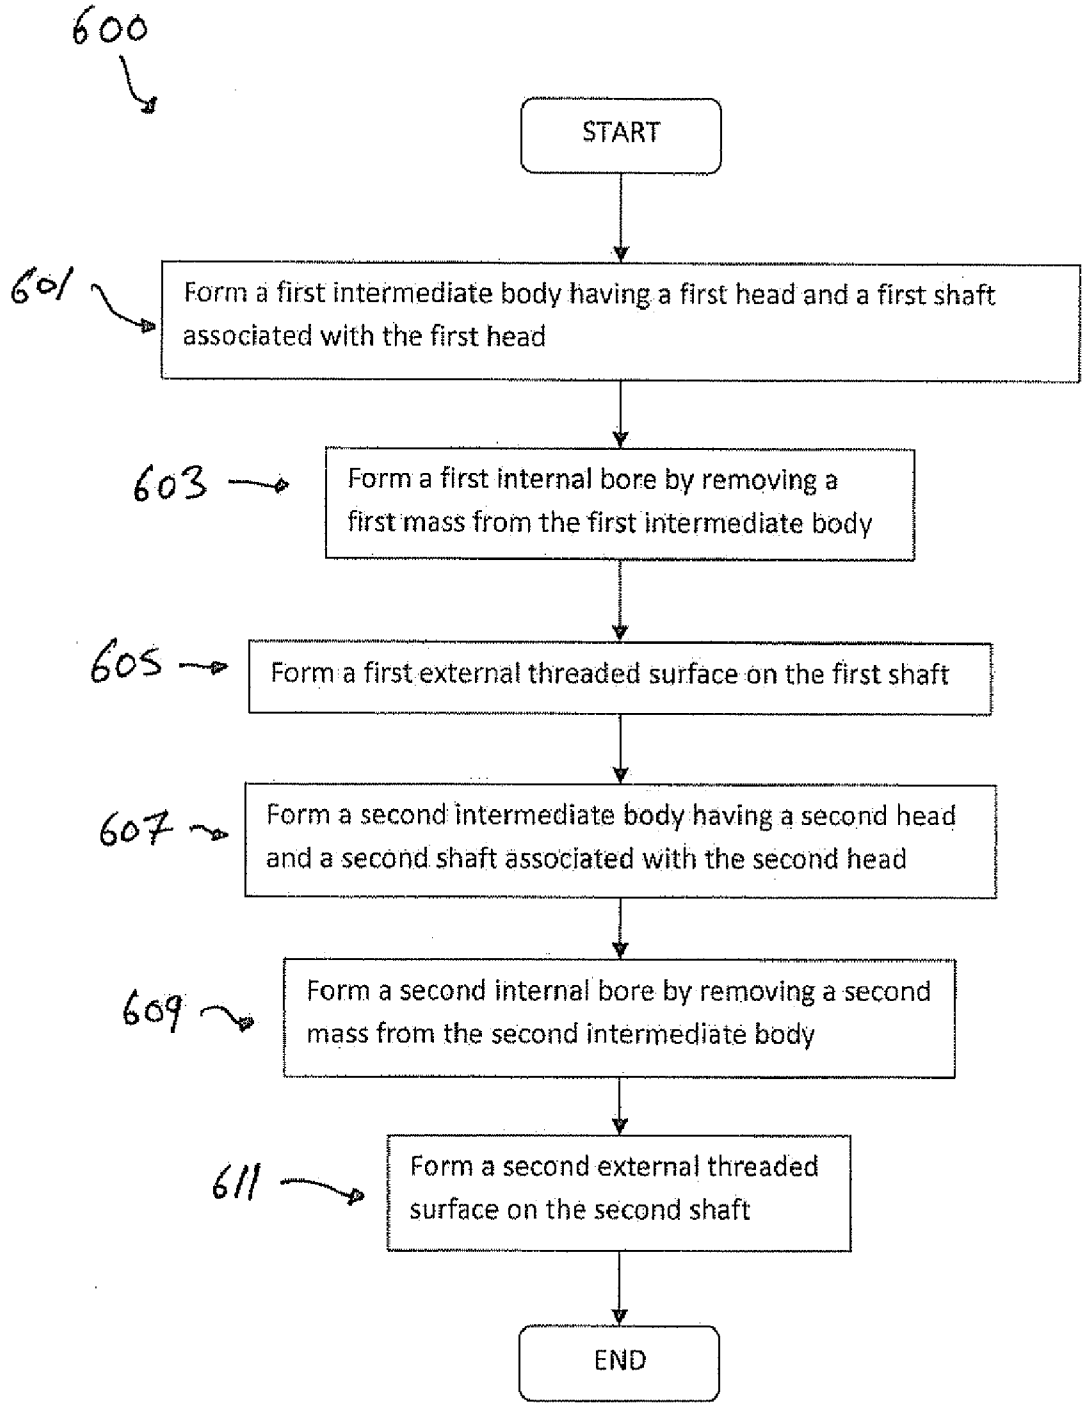 600
START
601
Form a first intermediate body having a first head and a first shaft
associated with the first head
603
Form a first internal bore by removing a
first mass from the first intermediate body
605
Form a first external threaded surface on the first shaft
607
Form a second intermediate body having a second head
and a second shaft associated with the second head
609
Form a second internal bore by removing a second
mass from the second intermediate body
611
Form a second external threaded
surface on the second shaft
END